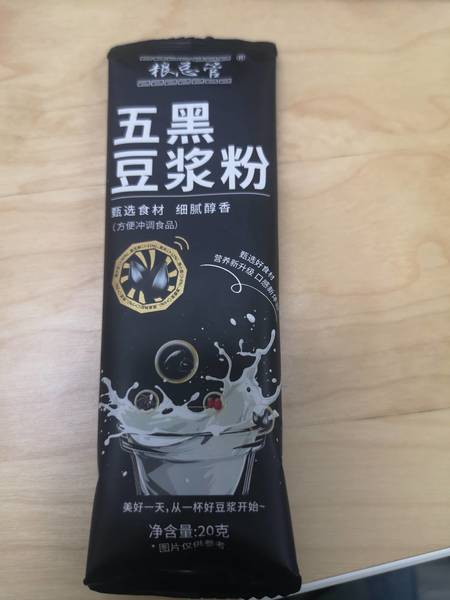 根总管
®
五黑
豆浆粉
甄选食材 细腻醇香
(方便冲调食品)
甄选好食材
营养新升级 口感新体
美好一天,从一杯好豆浆开始~
净含量:20克
*图片仅供参考